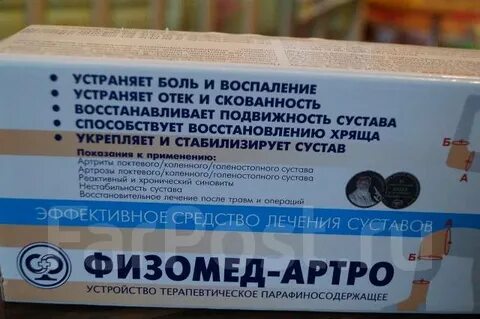 • УСТРАНЯЕТ БОЛЬ И ВОСПАЛЕНИЕ
• УСТРАНЯЕТ ОТЕК И СКОВАННОСТЬ
• ВОССТАНАВЛИВАЕТ ПОДВИЖНОСТЬ СУСТАВА
• СПОСОБСТВУЕТ ВОССТАНОВЛЕНИЮ ХРЯЩА
• УКРЕПЛЯЕТ И СТАБИЛИЗИРУЕТ СУСТАВ
Показания к применению:
Артриты локтевого/коленного/голеностопного сустава
Артрозы локтевого/коленного/голеностопного сустава
Реактивный и хронический синовиты
Нестабильность сустава
Восстановительное лечение после травм и операций
Б
А
Б
ЭФФЕКТИВНОЕ СРЕДСТВО ЛЕЧЕНИЯ СУСТАВОВ
FarPost.ru
ФИЗОМЕД-АРТРО
УСТРОЙСТВО ТЕРАПЕВТИЧЕСКОЕ ПАРАФИНОСОДЕРЖАЩЕЕ